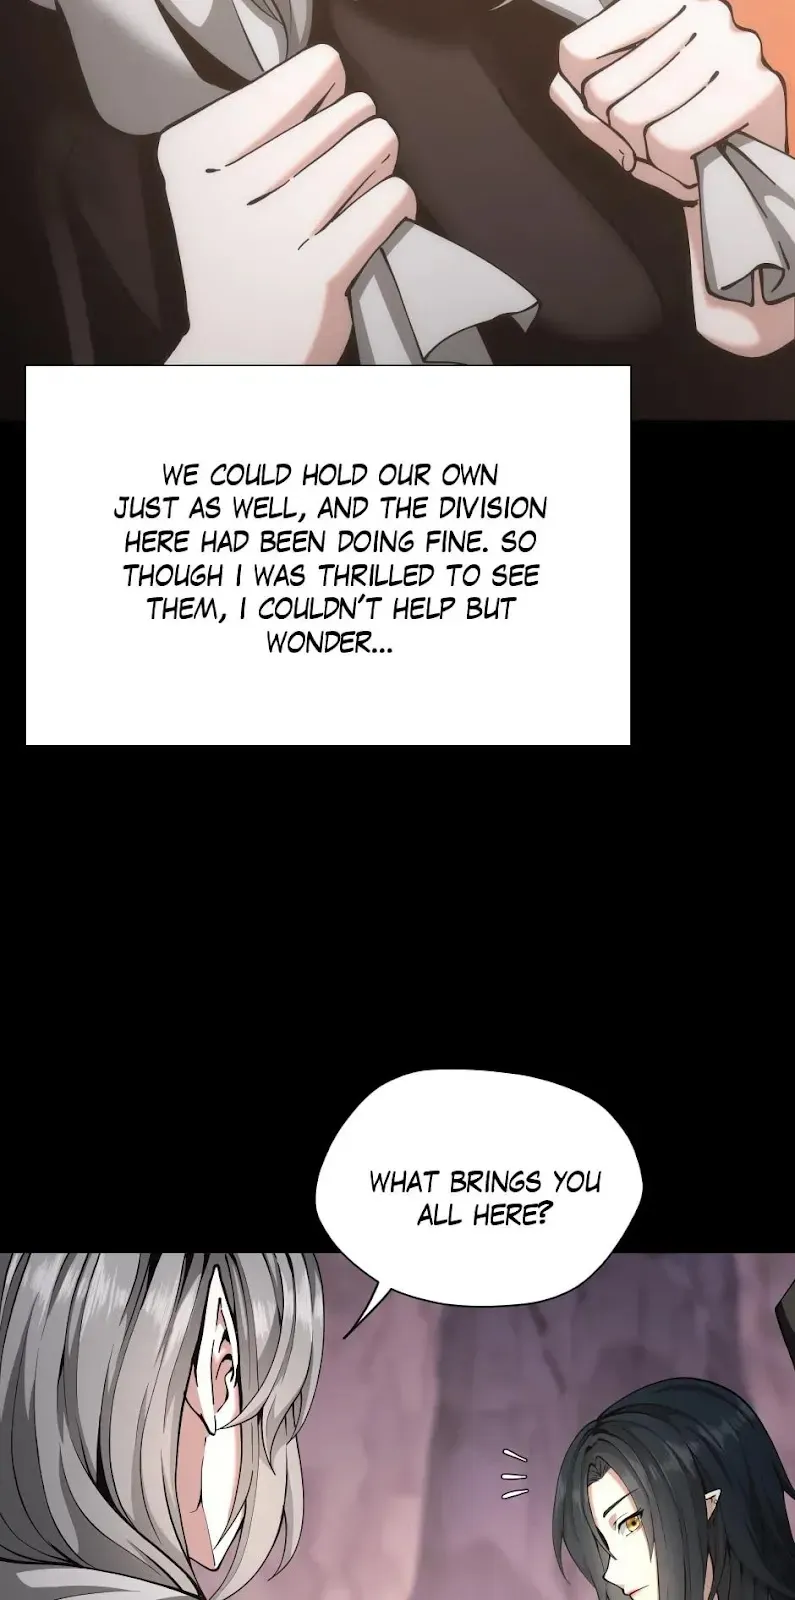 WE COULD HOLD OUR OWN
JUST AS WELL, AND THE DIVISION
HERE HAD BEEN DOING FINE. SO
THOUGH I WAS THRILLED TO SEE
THEM, I COULDN'T HELP BUT
WONDER...
WHAT BRINGS YOU
ALL HERE?